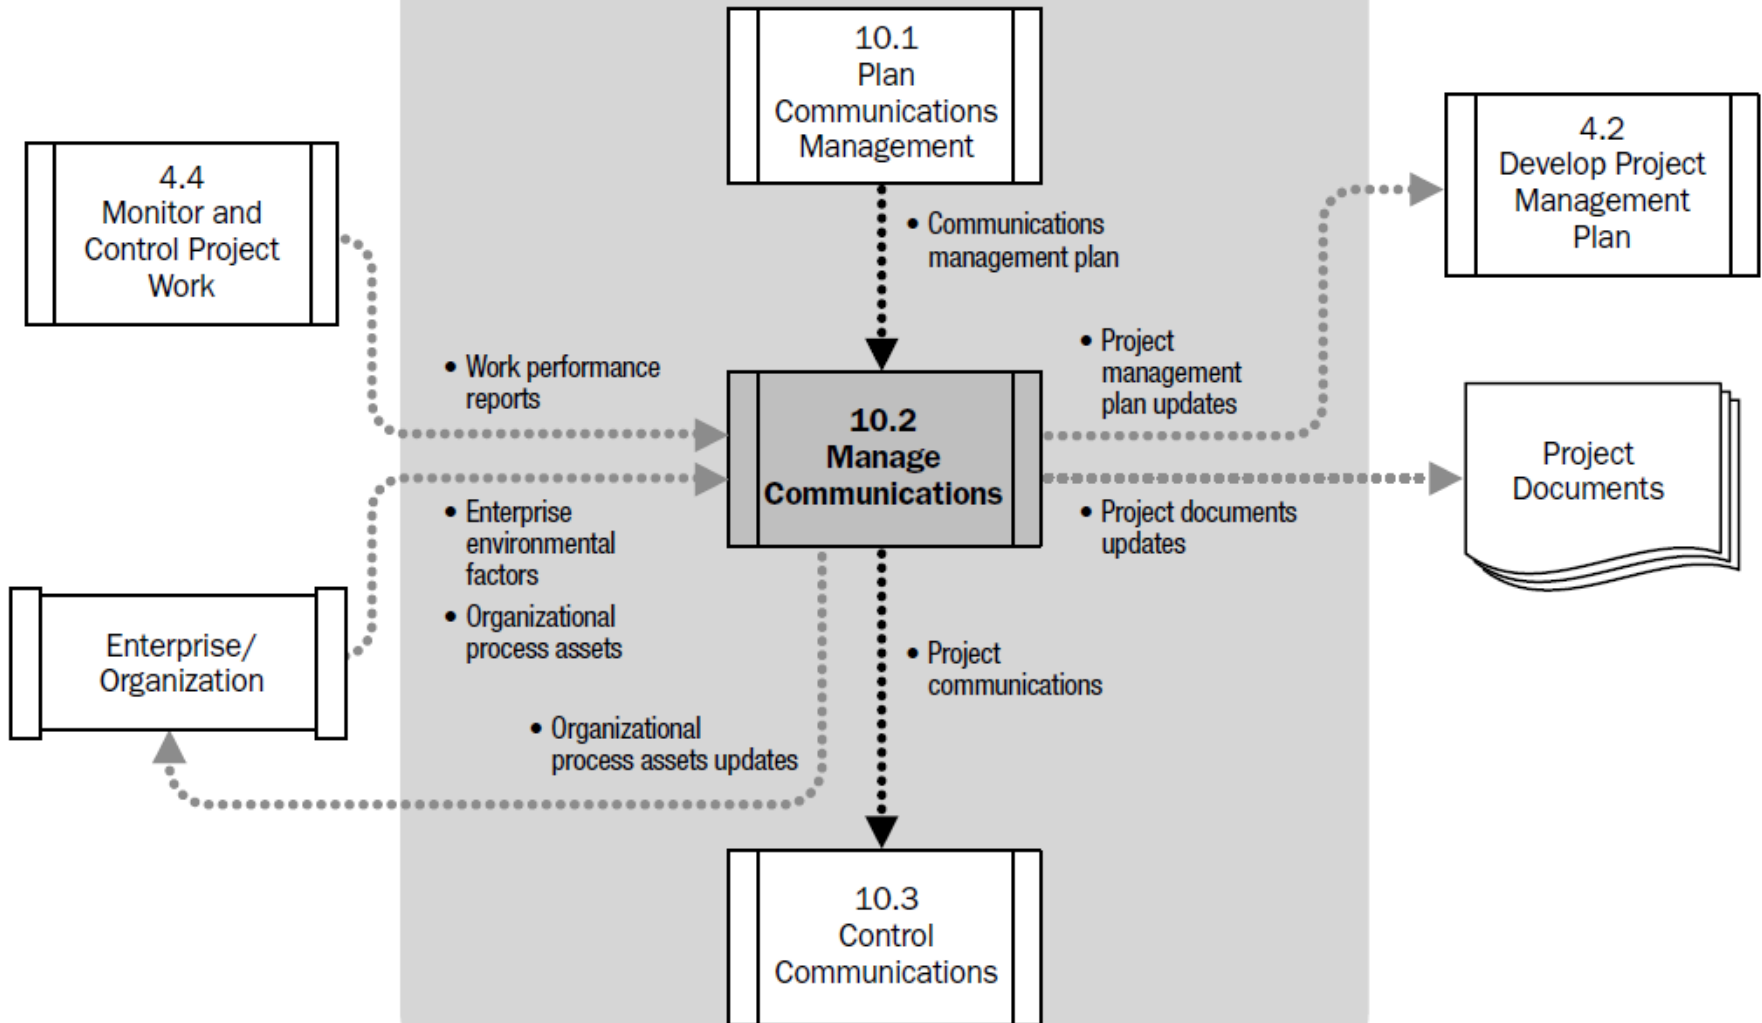 10.1
Plan
Communications
Management
4.4
Monitor and
Control Project
Work
4.2
Develop Project
Management
Plan
• Communications
management plan
• Work performance
reports
• Project
management
plan updates
10.2
Manage
Communications
Project
Documents
• Enterprise
environmental
factors
• Organizational
process assets
• Project documents
updates
Enterprise/
Organization
• Project
communications
• Organizational
process assets updates
10.3
Control
Communications